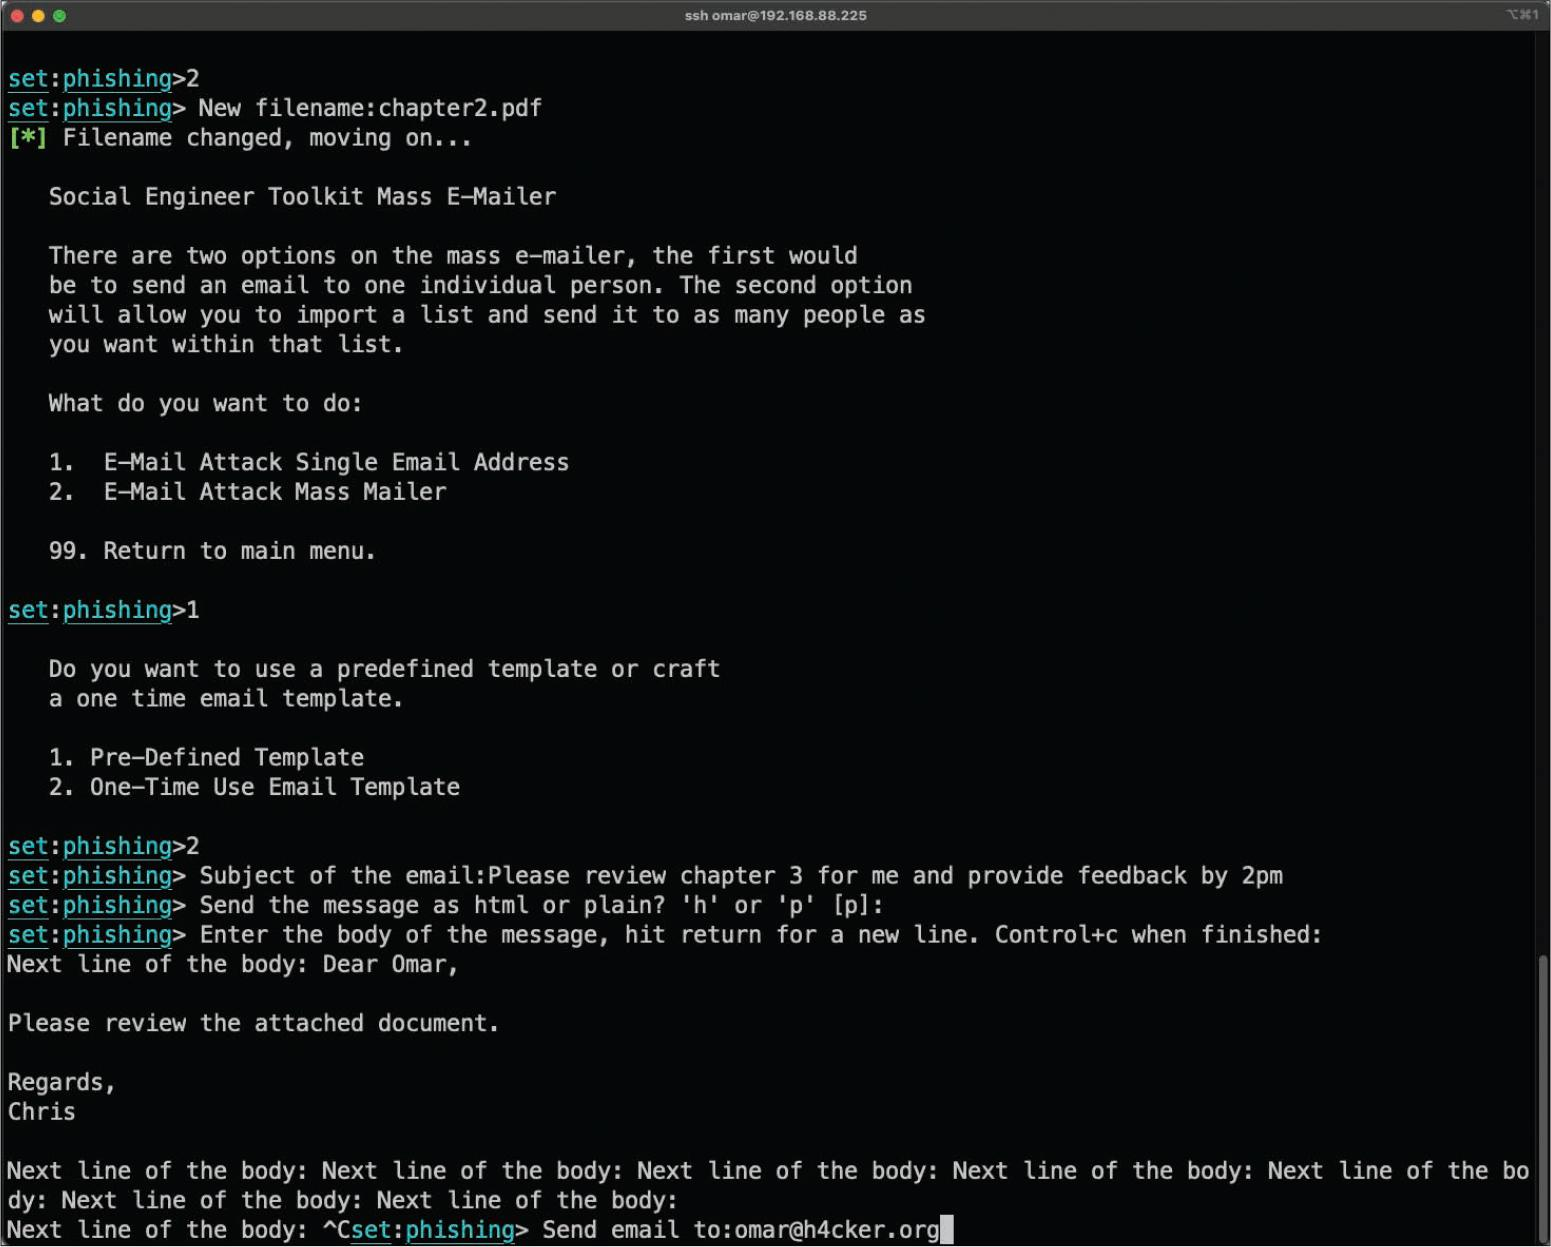 ssh omar@192.168.88.225
⌥⌘1
set:phishing>2
set:phishing> New filename:chapter2.pdf
[*] Filename changed, moving on...
Social Engineer Toolkit Mass E-Mailer
There are two options on the mass e-mailer, the first would
be to send an email to one individual person. The second option
will allow you to import a list and send it to as many people as
you want within that list.
What do you want to do:
1.  E-Mail Attack Single Email Address
2.  E-Mail Attack Mass Mailer
99. Return to main menu.
set:phishing>1
Do you want to use a predefined template or craft
a one time email template.
1. Pre-Defined Template
2. One-Time Use Email Template
set:phishing>2
set:phishing> Subject of the email:Please review chapter 3 for me and provide feedback by 2pm
set:phishing> Send the message as html or plain? 'h' or 'p' [p]:
set:phishing> Enter the body of the message, hit return for a new line. Control+c when finished:
Next line of the body: Dear Omar,
Please review the attached document.
Regards,
Chris
Next line of the body: Next line of the body: Next line of the body: Next line of the body: Next line of the bo
dy: Next line of the body: Next line of the body:
Next line of the body: ^Cset:phishing> Send email to:omar@h4cker.org